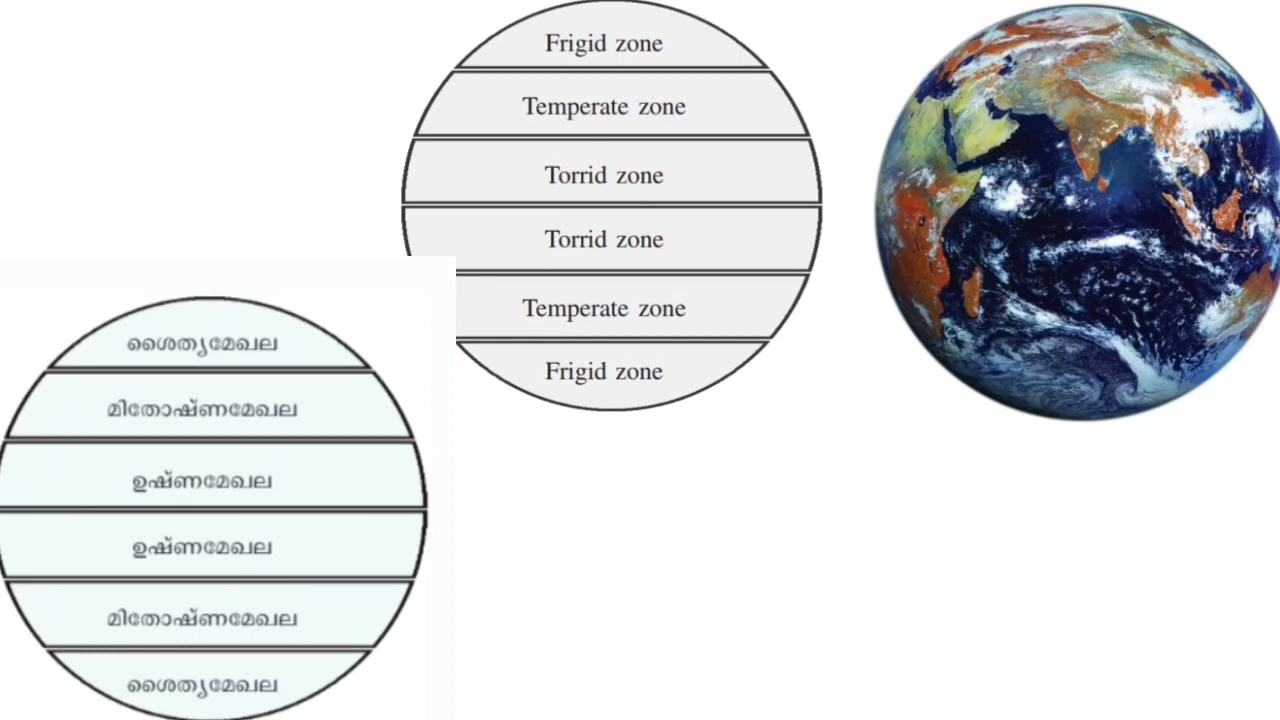 Frigid zone
Temperate zone
Torrid zone
Torrid zone
Temperate zone
Frigid zone
ശൈത്യമേഖല
മിതോഷ്ണമേഖല
ഉഷ്ണമേഖല
ഉഷ്ണമേഖല
മിതോഷ്ണമേഖല
ശൈത്യമേഖല